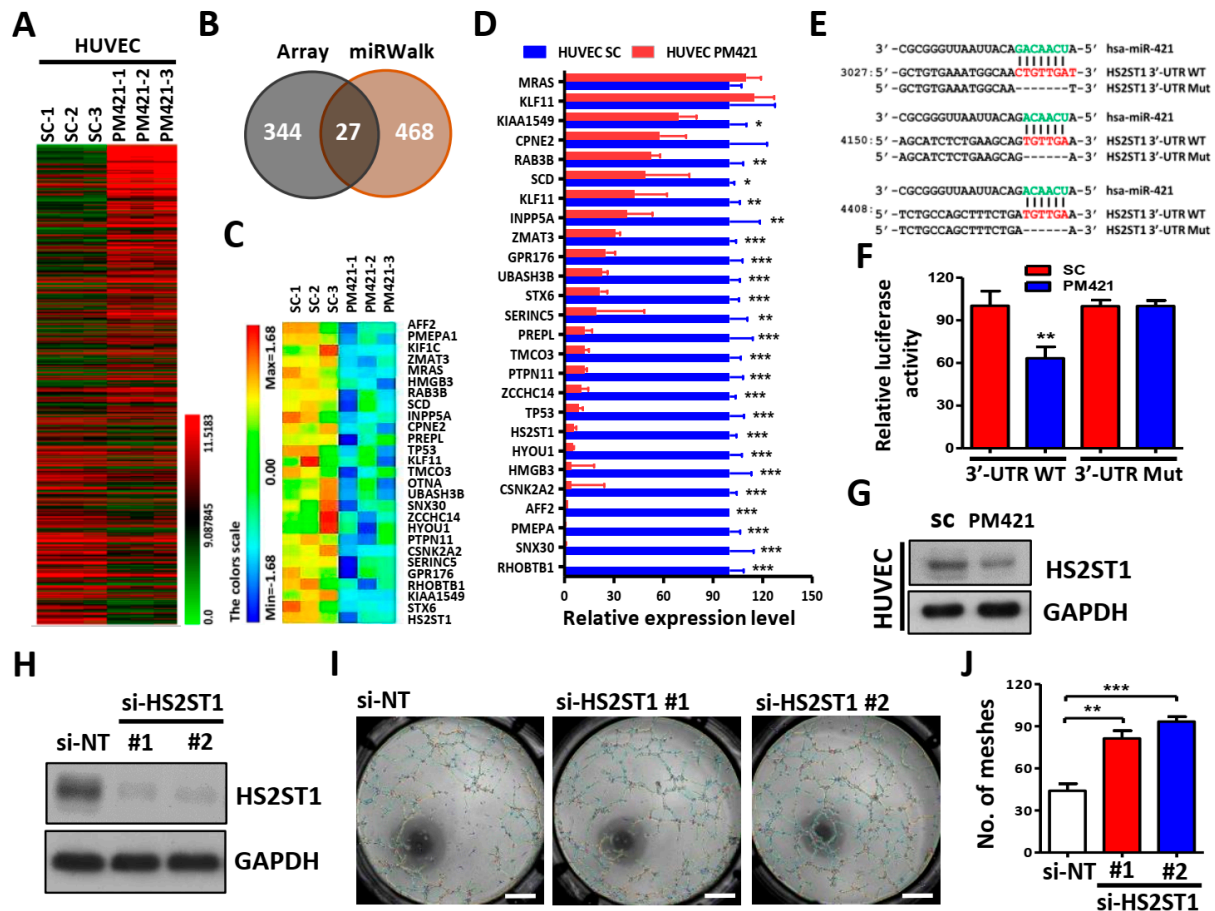 A
HUVEC
SC-1
SC-2
SC-3
PM421-1
PM421-2
PM421-3
11.5183
9.087845
0.0
B
Array
miRWalk
344
27
468
C
SC-1
SC-2
SC-3
PM421-1
PM421-2
PM421-3
The colors scale
Max=1.68
0.00
Min=-1.68
AFF2
PMEPA1
KIF1C
ZMAT3
MRAS
HMGB3
RAB3B
SCD
INPP5A
CPNE2
PREPL
TP53
KLF11
TMCO3
OTNA
UBASH3B
SNX30
ZCCHC14
HYOU1
PTPN11
CSNK2A2
SERINC5
GPR176
RHOBTB1
KIAA1549
STX6
HS2ST1
D
HUVEC SC
HUVEC PM421
MRAS
KLF11
KIAA1549 *
CPNE2
RAB3B **
SCD *
KLF11 **
INPP5A **
ZMAT3 ***
GPR176 ***
UBASH3B ***
STX6 ***
SERINC5 **
PREPL ***
TMCO3 ***
PTPN11 ***
ZCCHC14 ***
TP53 ***
HS2ST1 ***
HYOU1 ***
HMGB3 ***
CSNK2A2 ***
AFF2 ***
PMEPA ***
SNX30 ***
RHOBTB1 ***
0 30 60 90 120 150
Relative expression level
E
3′-CGCGGGUUAAUUACAGACAACUA-5′ hsa-miR-421
3027: 5′-GCTGTGAAATGGCAACTGTTGAT-3′ HS2ST1 3′-UTR WT
5′-GCTGTGAAATGGCAA-------T-3′ HS2ST1 3′-UTR Mut
3′-CGCGGGUUAAUUACAGACAACUA-5′ hsa-miR-421
4150: 5′-AGCATCTCTGAAGCAGTGTTGAA-3′ HS2ST1 3′-UTR WT
5′-AGCATCTCTGAAGCAG------A-3′ HS2ST1 3′-UTR Mut
3′-CGCGGGUUAAUUACAGACAACUA-5′ hsa-miR-421
4408: 5′-TCTGCCAGCTTTCTGATGTTGAA-3′ HS2ST1 3′-UTR WT
5′-TCTGCCAGCTTTCTGA------A-3′ HS2ST1 3′-UTR Mut
F
SC
PM421
Relative luciferase activity
120
90
60
30
0
**
3′-UTR WT
3′-UTR Mut
G
SC PM421
HUVEC
HS2ST1
GAPDH
H
si-HS2ST1
si-NT #1 #2
HS2ST1
GAPDH
I
si-NT
si-HS2ST1 #1
si-HS2ST1 #2
J
No. of meshes
120
90
60
30
0
***
**
si-NT #1 #2
si-HS2ST1